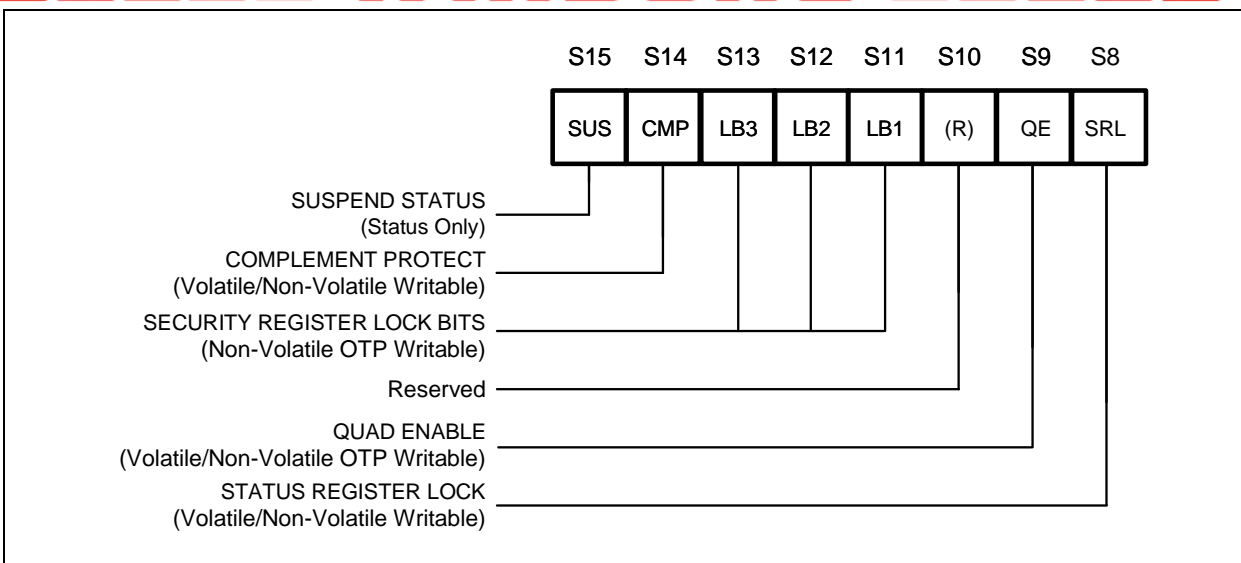 S15 S14 S13 S12 S11 S10 S9 S8
SUS CMP LB3 LB2 LB1 (R) QE SRL
SUSPEND STATUS
(Status Only)
COMPLEMENT PROTECT
(Volatile/Non-Volatile Writable)
SECURITY REGISTER LOCK BITS
(Non-Volatile OTP Writable)
Reserved
QUAD ENABLE
(Volatile/Non-Volatile OTP Writable)
STATUS REGISTER LOCK
(Volatile/Non-Volatile Writable)